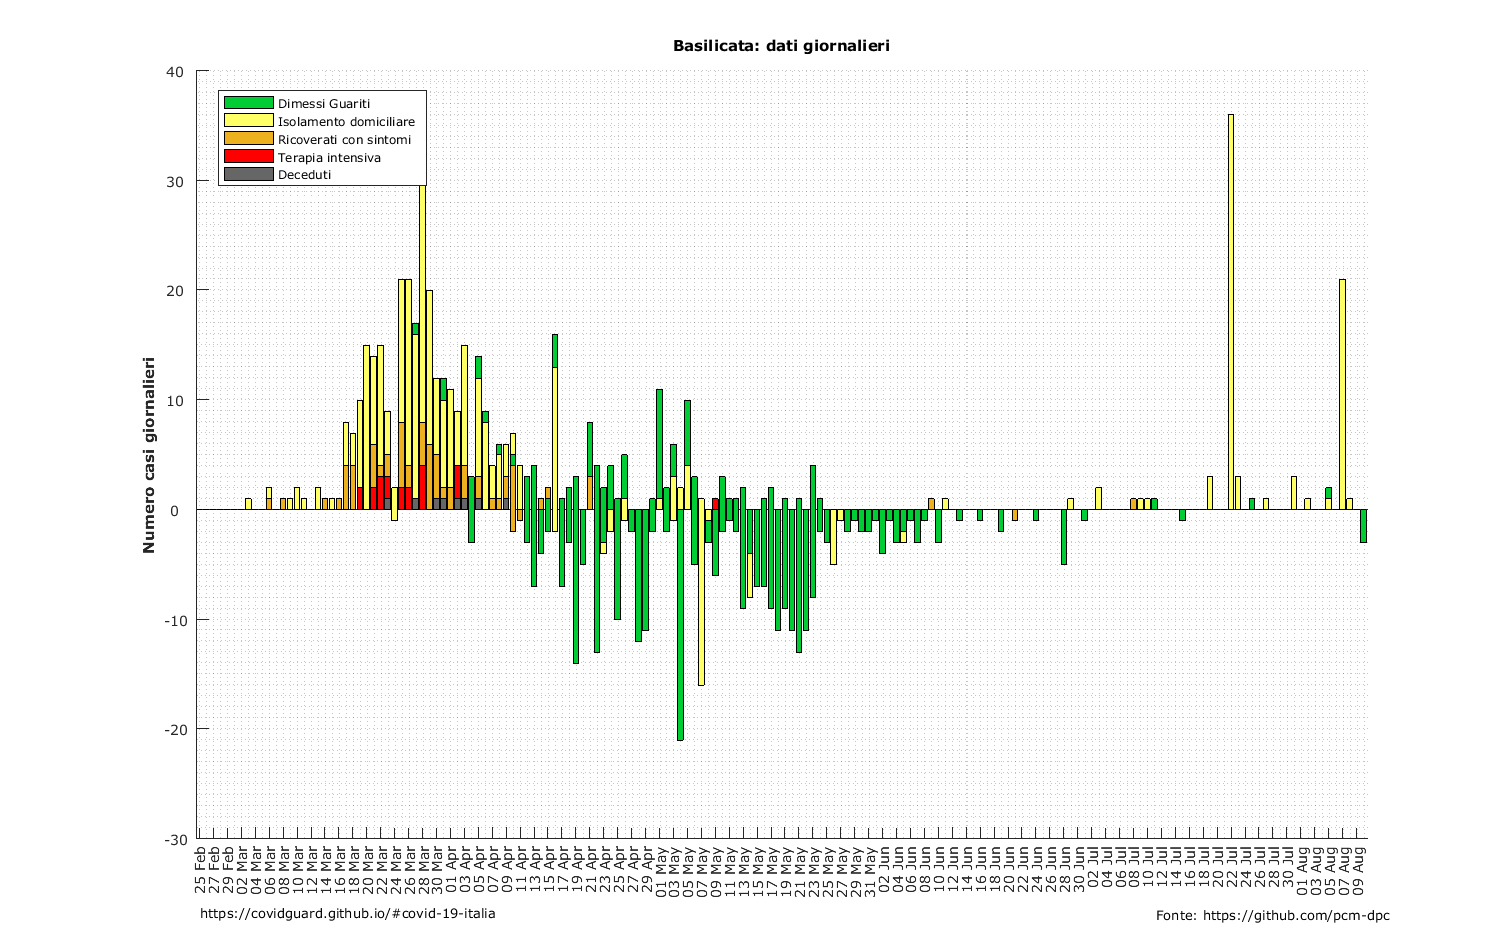 Basilicata: dati giornalieri
Numero casi giornalieri
40
30
20
10
0
-10
-20
-30
Dimessi Guariti
Isolamento domiciliare
Ricoverati con sintomi
Terapia intensiva
Deceduti
25 Feb
27 Feb
29 Feb
02 Mar
04 Mar
06 Mar
08 Mar
10 Mar
12 Mar
14 Mar
16 Mar
18 Mar
20 Mar
22 Mar
24 Mar
26 Mar
28 Mar
30 Mar
01 Apr
03 Apr
05 Apr
07 Apr
09 Apr
11 Apr
13 Apr
15 Apr
17 Apr
19 Apr
21 Apr
23 Apr
25 Apr
27 Apr
29 Apr
01 May
03 May
05 May
07 May
09 May
11 May
13 May
15 May
17 May
19 May
21 May
23 May
25 May
27 May
29 May
31 May
02 Jun
04 Jun
06 Jun
08 Jun
10 Jun
12 Jun
14 Jun
16 Jun
18 Jun
20 Jun
22 Jun
24 Jun
26 Jun
28 Jun
30 Jun
02 Jul
04 Jul
06 Jul
08 Jul
10 Jul
12 Jul
14 Jul
16 Jul
18 Jul
20 Jul
22 Jul
24 Jul
26 Jul
28 Jul
30 Jul
01 Aug
03 Aug
05 Aug
07 Aug
09 Aug
https://covidguard.github.io/#covid-19-italia
Fonte: https://github.com/pcm-dpc